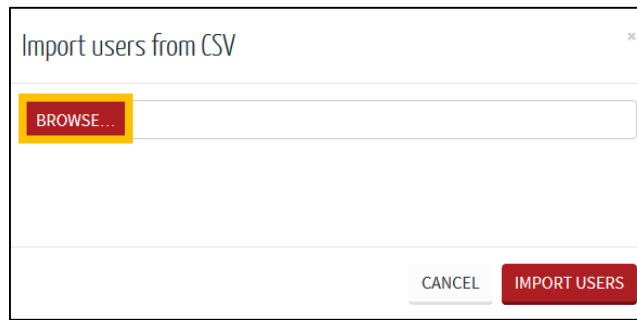 Import users from CSV
×
BROWSE...
CANCEL
IMPORT USERS